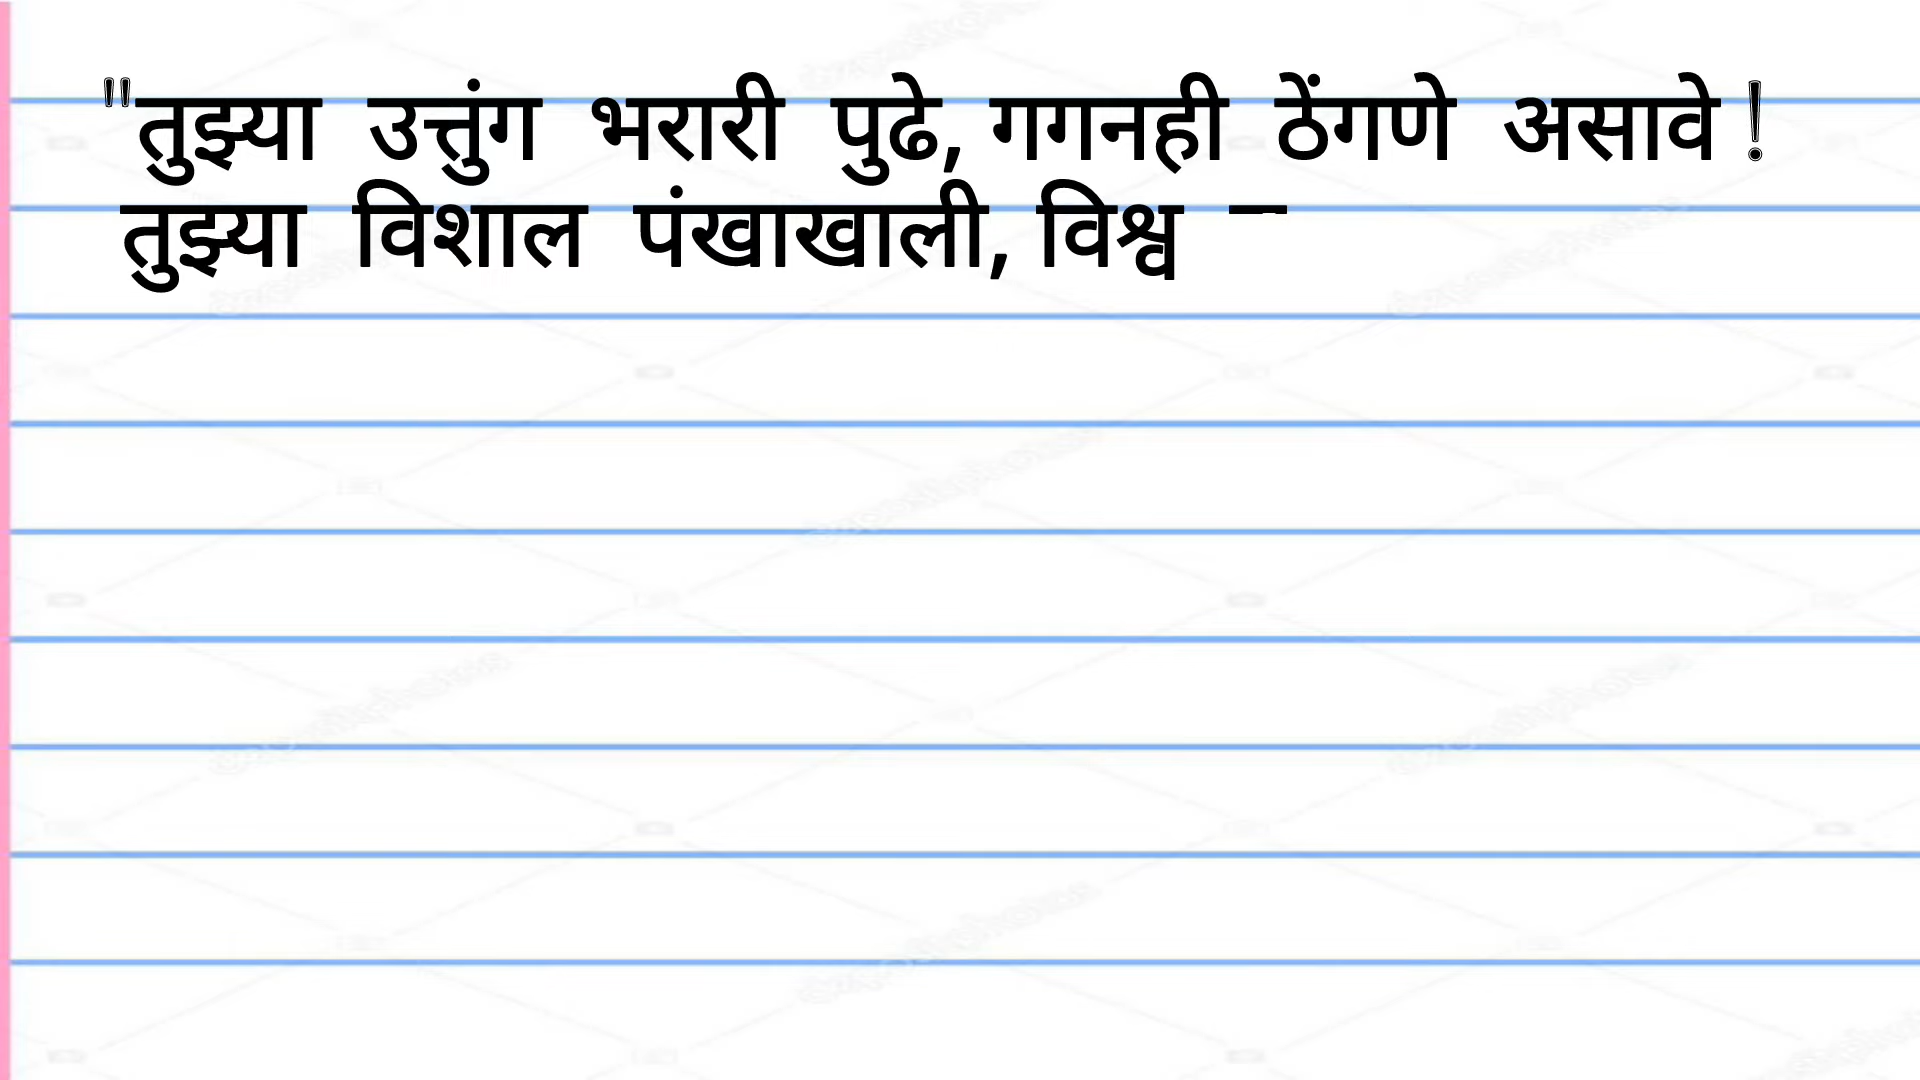 "तुझ्या उत्तुंग भरारी पुढे, गगनही ठेंगणे असावे!
तुझ्या विशाल पंखाखाली, विश्व